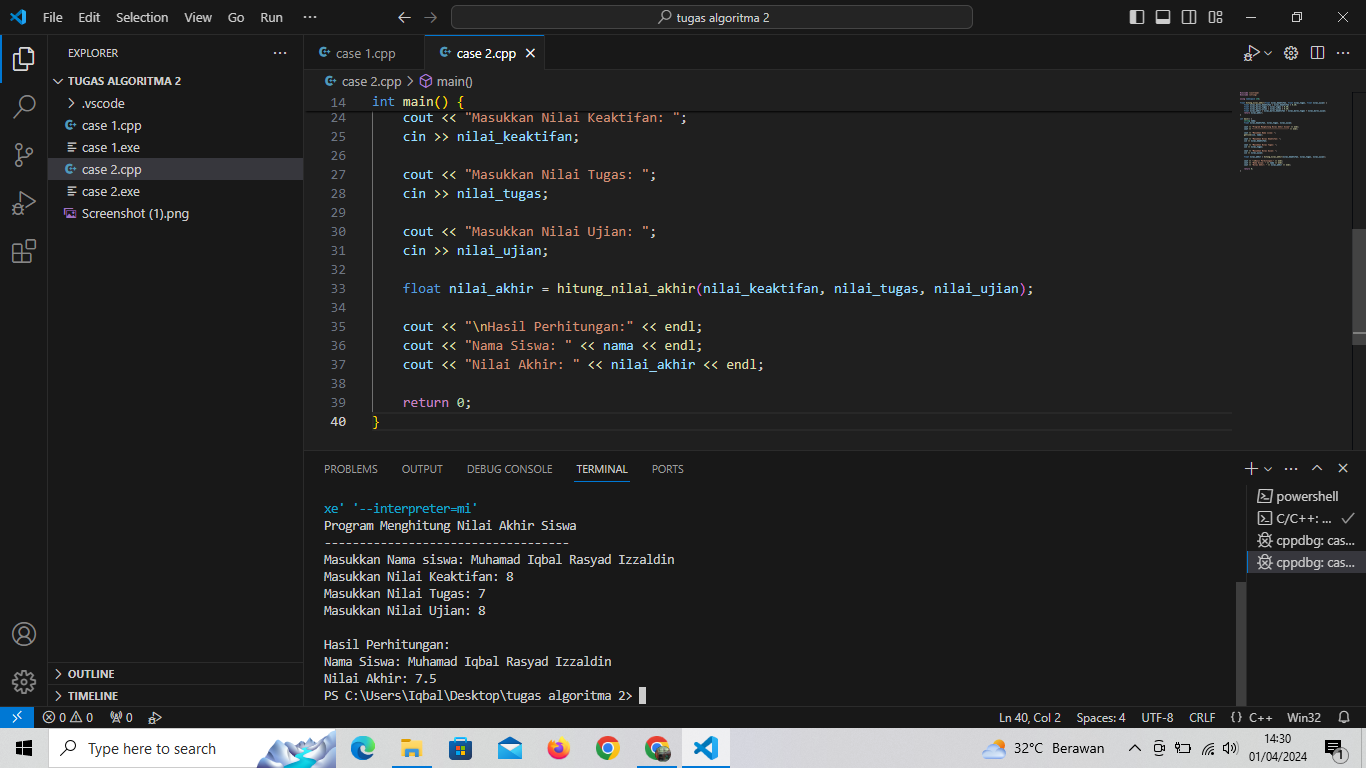 File Edit Selection View Go Run ··· tugas algoritma 2
EXPLORER ···
TUGAS ALGORITMA 2
.vscode
case 1.cpp
case 1.exe
case 2.cpp
case 2.exe
Screenshot (1).png
OUTLINE
TIMELINE
case 1.cpp case 2.cpp
case 2.cpp > main()
14 int main() {
24 cout << "Masukkan Nilai Keaktifan: ";
25 cin >> nilai_keaktifan;
26
27 cout << "Masukkan Nilai Tugas: ";
28 cin >> nilai_tugas;
29
30 cout << "Masukkan Nilai Ujian: ";
31 cin >> nilai_ujian;
32
33 float nilai_akhir = hitung_nilai_akhir(nilai_keaktifan, nilai_tugas, nilai_ujian);
34
35 cout << "\nHasil Perhitungan:" << endl;
36 cout << "Nama Siswa: " << nama << endl;
37 cout << "Nilai Akhir: " << nilai_akhir << endl;
38
39 return 0;
40 }
PROBLEMS OUTPUT DEBUG CONSOLE TERMINAL PORTS
xe' '--interpreter=mi'
Program Menghitung Nilai Akhir Siswa
-----------------------------------
Masukkan Nama siswa: Muhamad Iqbal Rasyad Izzaldin
Masukkan Nilai Keaktifan: 8
Masukkan Nilai Tugas: 7
Masukkan Nilai Ujian: 8
Hasil Perhitungan:
Nama Siswa: Muhamad Iqbal Rasyad Izzaldin
Nilai Akhir: 7.5
PS C:\Users\Iqbal\Desktop\tugas algoritma 2>
powershell
C/C++: ...
cppdbg: cas...
cppdbg: cas...
0 0 0 Ln 40, Col 2 Spaces: 4 UTF-8 CRLF {} C++ Win32
Type here to search 32°C Berawan 14:30
01/04/2024 1